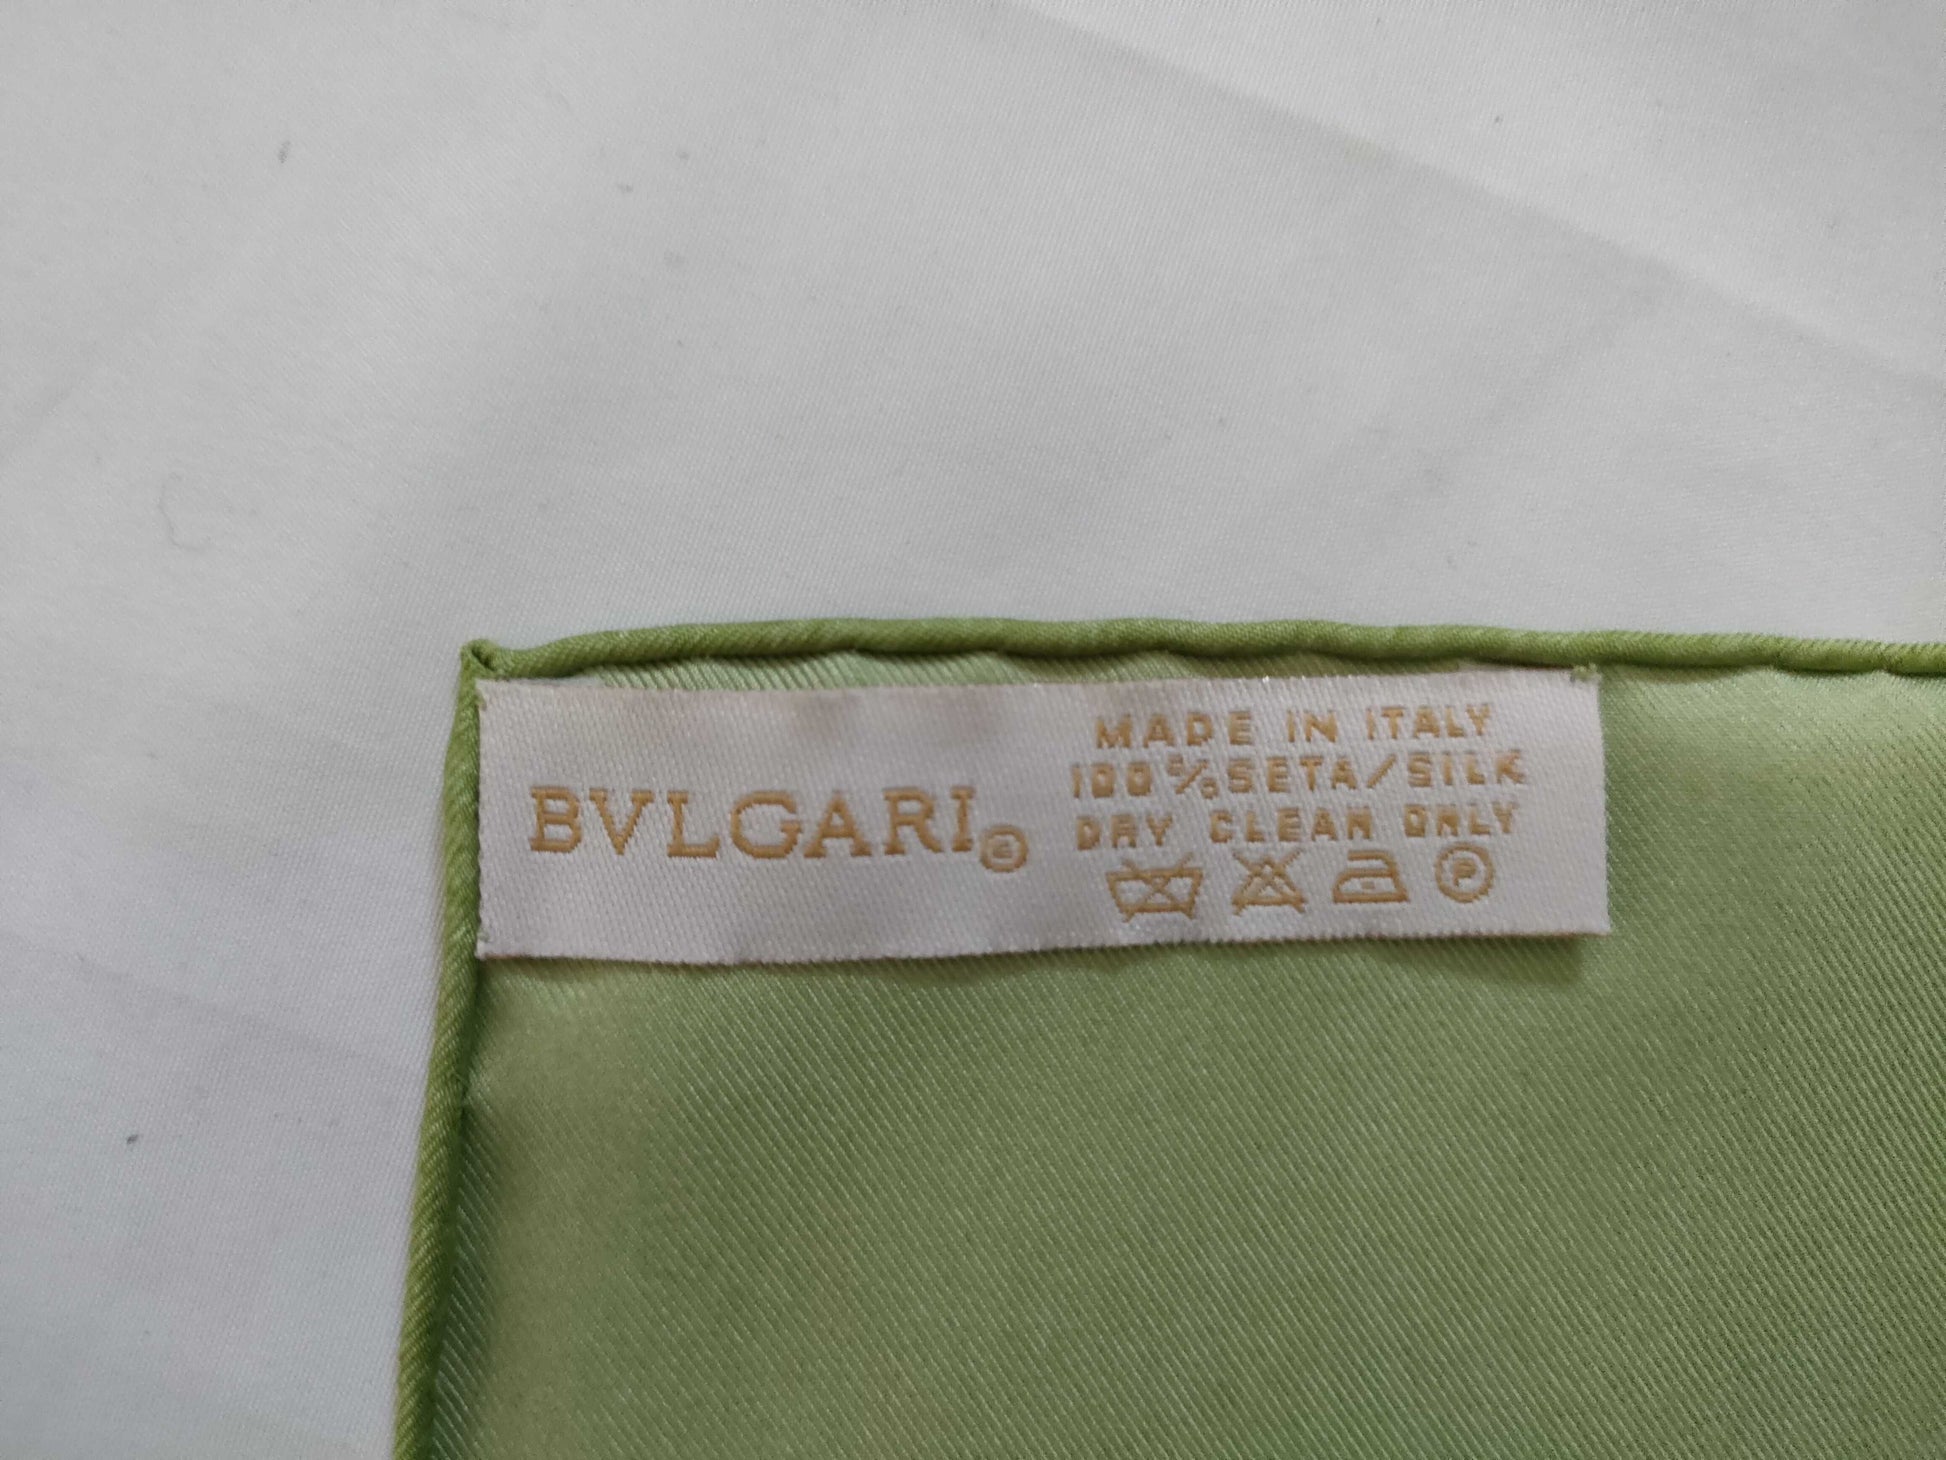 BVLGARI©
MADE IN ITALY
100%SETA/SILK
DRY CLEAN ONLY
P